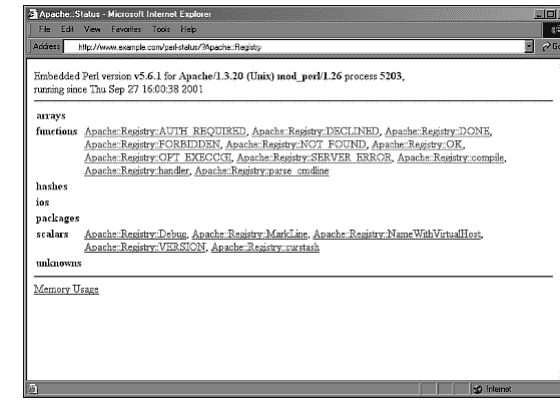 Apache::Status - Microsoft Internet Explorer
File Edit View Favorites Tools Help
Address http://www.example.com/perl-status/?Apache::Registry Go
Embedded Perl version v5.6.1 for Apache/1.3.20 (Unix) mod_perl/1.26 process 5203,
running since Thu Sep 27 16:00:38 2001
arrays
functions Apache::Registry::AUTH_REQUIRED, Apache::Registry::DECLINED, Apache::Registry::DONE,
Apache::Registry::FORBIDDEN, Apache::Registry::NOT_FOUND, Apache::Registry::OK,
Apache::Registry::OPT_EXECCGI, Apache::Registry::SERVER_ERROR, Apache::Registry::compile,
Apache::Registry::handler, Apache::Registry::parse_cmdline
hashes
ios
packages
scalars Apache::Registry::Debug, Apache::Registry::MarkLine, Apache::Registry::NameWithVirtualHost,
Apache::Registry::VERSION, Apache::Registry::curstash
unknowns
Memory Usage
Internet